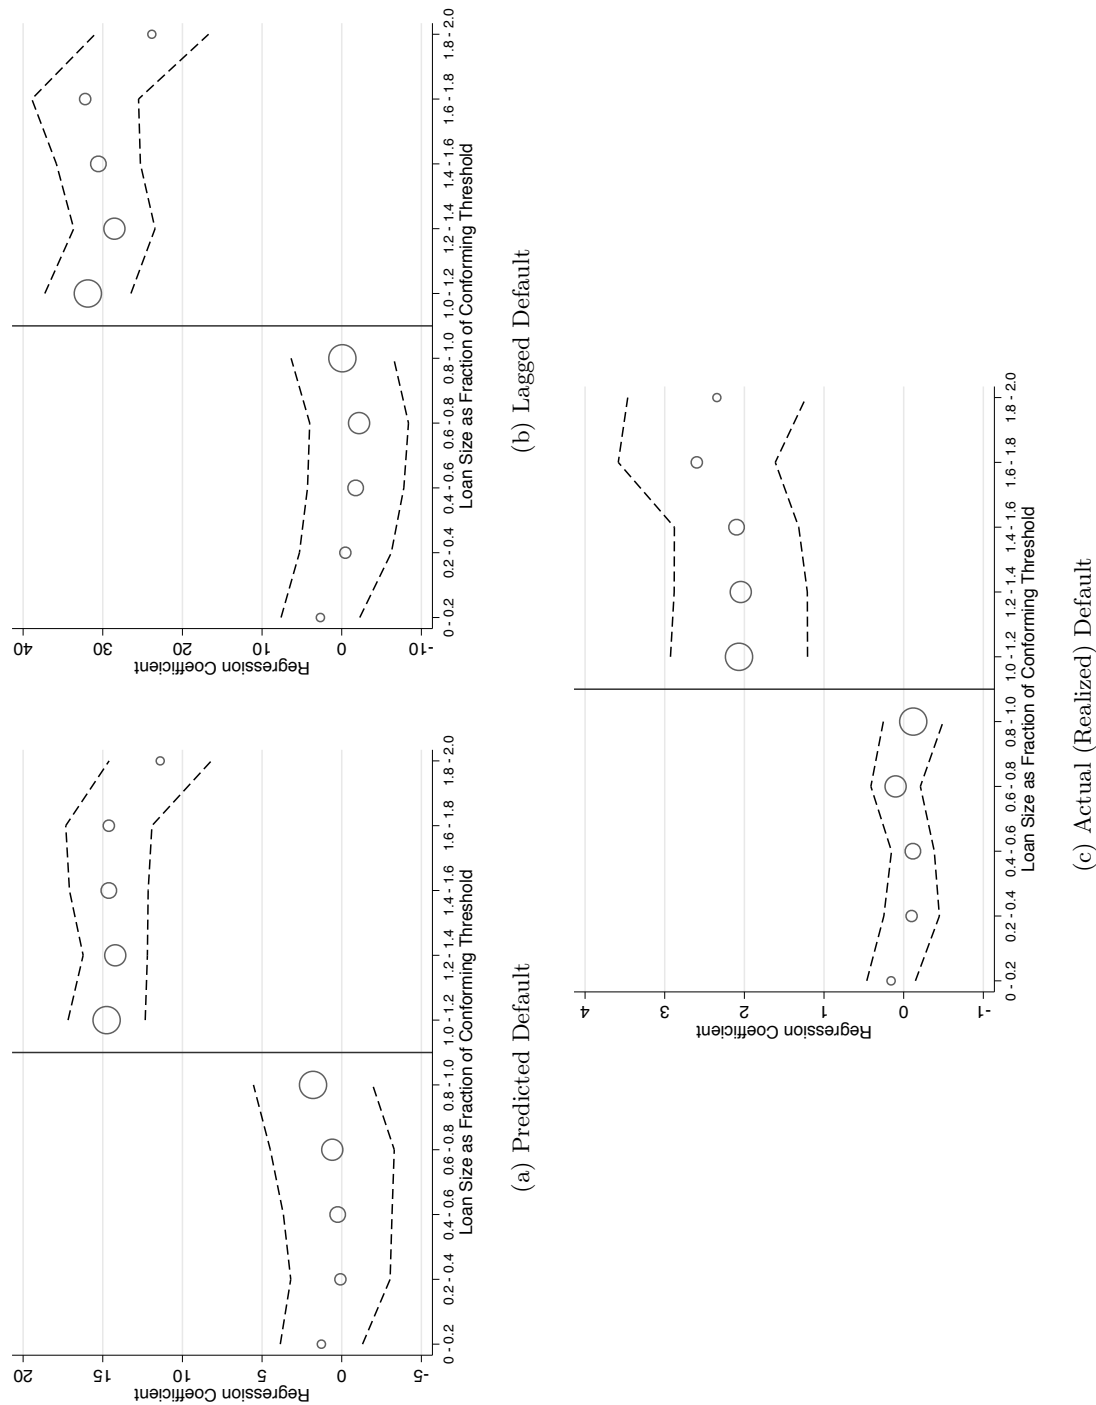 Regression Coefficient
20
15
10
5
0
-5
0 - 0.2 0.2 - 0.4 0.4 - 0.6 0.6 - 0.8 0.8 - 1.0 1.0 - 1.2 1.2 - 1.4 1.4 - 1.6 1.6 - 1.8 1.8 - 2.0
Loan Size as Fraction of Conforming Threshold
(a) Predicted Default
Regression Coefficient
40
30
20
10
0
-10
0 - 0.2 0.2 - 0.4 0.4 - 0.6 0.6 - 0.8 0.8 - 1.0 1.0 - 1.2 1.2 - 1.4 1.4 - 1.6 1.6 - 1.8 1.8 - 2.0
Loan Size as Fraction of Conforming Threshold
(b) Lagged Default
Regression Coefficient
4
3
2
1
0
-1
0 - 0.2 0.2 - 0.4 0.4 - 0.6 0.6 - 0.8 0.8 - 1.0 1.0 - 1.2 1.2 - 1.4 1.4 - 1.6 1.6 - 1.8 1.8 - 2.0
Loan Size as Fraction of Conforming Threshold
(c) Actual (Realized) Default